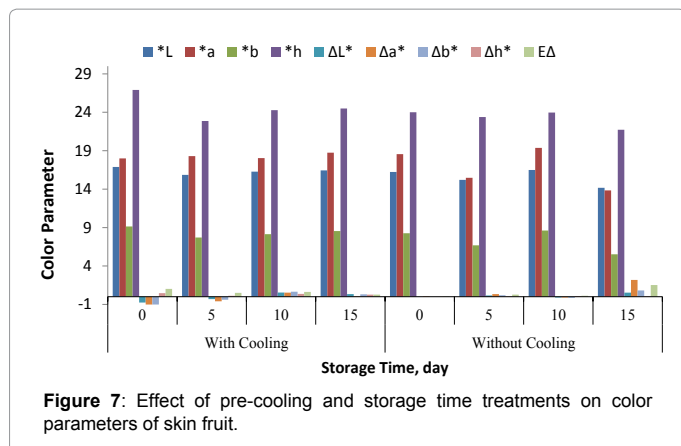 *L *a *b *h ΔL* Δa* Δb* Δh* EΔ
29
24
19
14
9
4
-1
Color Parameter
0 5 10 15 0 5 10 15
With Cooling Without Cooling
Storage Time, day
Figure 7: Effect of pre-cooling and storage time treatments on color
parameters of skin fruit.